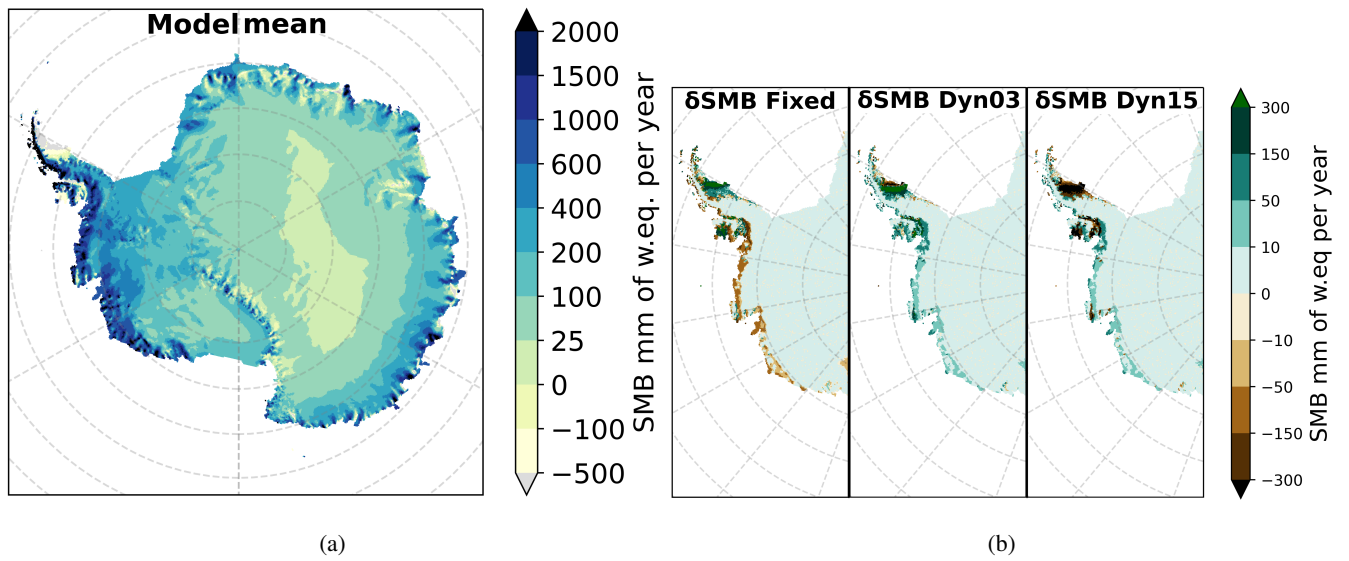 Model mean
2000
1500
1000
600
400
200
100
25
0
−100
−500
SMB mm of w.eq. per year
(a)
δSMB Fixed
δSMB Dyn03
δSMB Dyn15
300
150
50
10
0
−10
−50
−150
−300
SMB mm of w.eq per year
(b)